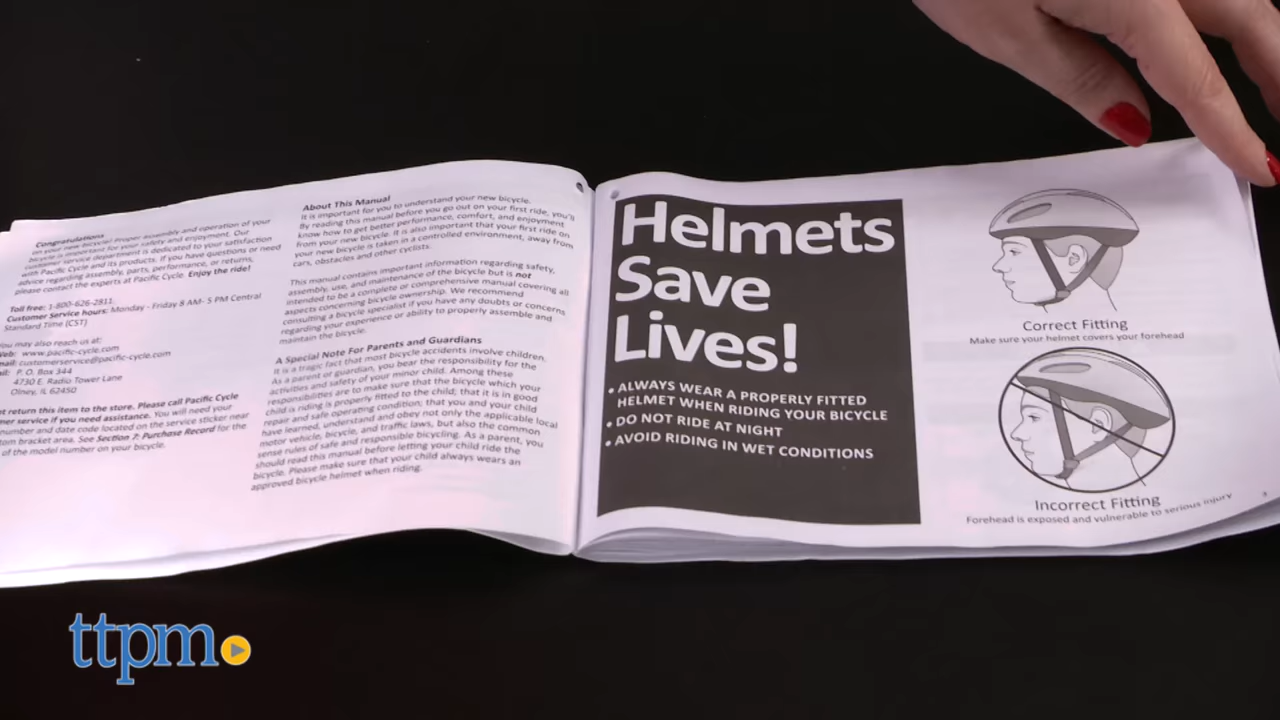 Congratulations
on your new bicycle! Proper assembly and operation of your
bicycle is important for your safety and enjoyment. Our
customer service department is dedicated to your satisfaction
with Pacific Cycle and its products. If you have questions or need
advice regarding assembly, parts, performance, or returns,
please contact the experts at Pacific Cycle. Enjoy the ride!
Toll free: 1-800-626-2811
Customer Service hours: Monday - Friday 8 AM- 5 PM Central
Standard Time (CST)
You may also reach us at:
Web: www.pacific-cycle.com
customerservice@pacific-cycle.com
P. O. Box 344
4730 E. Radio Tower Lane
Olney, IL 62450
return this item to the store. Please call Pacific Cycle
service if you need assistance. You will need your
number and date code located on the service sticker near
bracket area. See Section 7: Purchase Record for the
of the model number on your bicycle.
About This Manual
It is important for you to understand your new bicycle.
By reading this manual before you go out on your first ride, you'll
know how to get better performance, comfort, and enjoyment
from your new bicycle. It is also important that your first ride on
your new bicycle is taken in a controlled environment, away from
cars, obstacles and other cyclists.
This manual contains important information regarding safety,
assembly, use, and maintenance of the bicycle but is not
intended to be a complete or comprehensive manual covering all
aspects concerning bicycle ownership. We recommend
consulting a bicycle specialist if you have any doubts or concerns
regarding your experience or ability to properly assemble and
maintain the bicycle.
A Special Note For Parents and Guardians
It is a tragic fact that most bicycle accidents involve children.
As a parent or guardian, you bear the responsibility for the
activities and safety of your minor child. Among these
responsibilities are to make sure that the bicycle which your
child is riding is properly fitted to the child; that it is in good
repair and safe operating condition; that you and your child
have learned, understand and obey not only the applicable local
motor vehicle, bicycle, and traffic laws, but also the common
sense rules of safe and responsible bicycling. As a parent, you
should read this manual before letting your child ride the
bicycle. Please make sure that your child always wears an
approved bicycle helmet when riding.
Helmets
Save
Lives!
• ALWAYS WEAR A PROPERLY FITTED
HELMET WHEN RIDING YOUR BICYCLE
• DO NOT RIDE AT NIGHT
• AVOID RIDING IN WET CONDITIONS
Correct Fitting
Make sure your helmet covers your forehead
Incorrect Fitting
Forehead is exposed and vulnerable to serious injury
ttpm